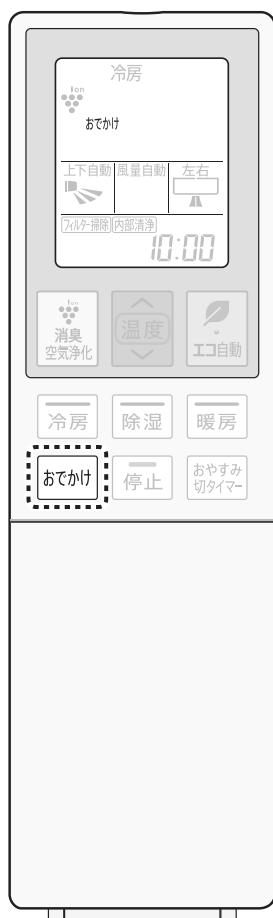 冷房
Ion
おでかけ
上下自動 風量自動 左右
フィルター掃除 内部清浄
10:00
Ion
消臭
空気浄化
温度
エコ自動
冷房 除湿 暖房
おでかけ 停止 おやすみ
切タイマー